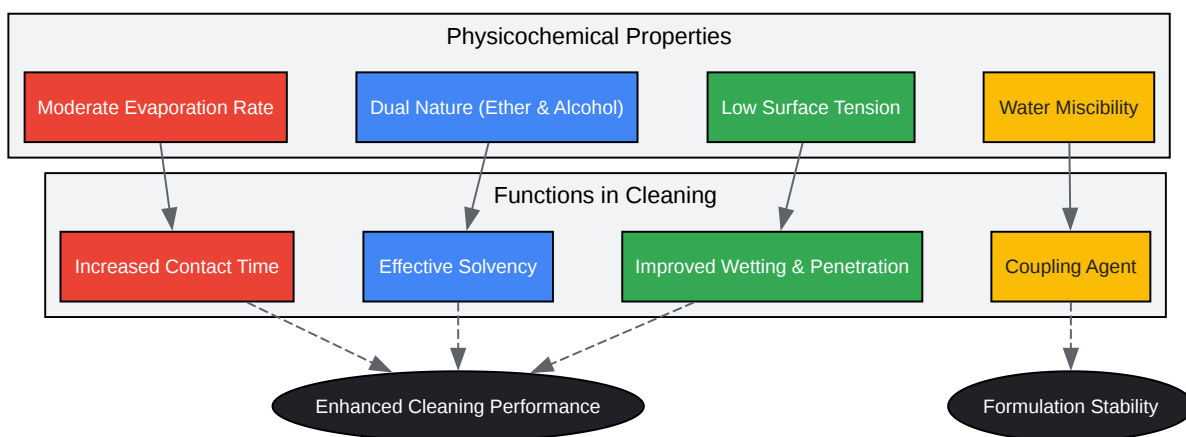 Physicochemical Properties
Moderate Evaporation Rate
Dual Nature (Ether & Alcohol)
Low Surface Tension
Water Miscibility
Functions in Cleaning
Increased Contact Time
Effective Solvency
Improved Wetting & Penetration
Coupling Agent
Enhanced Cleaning Performance
Formulation Stability